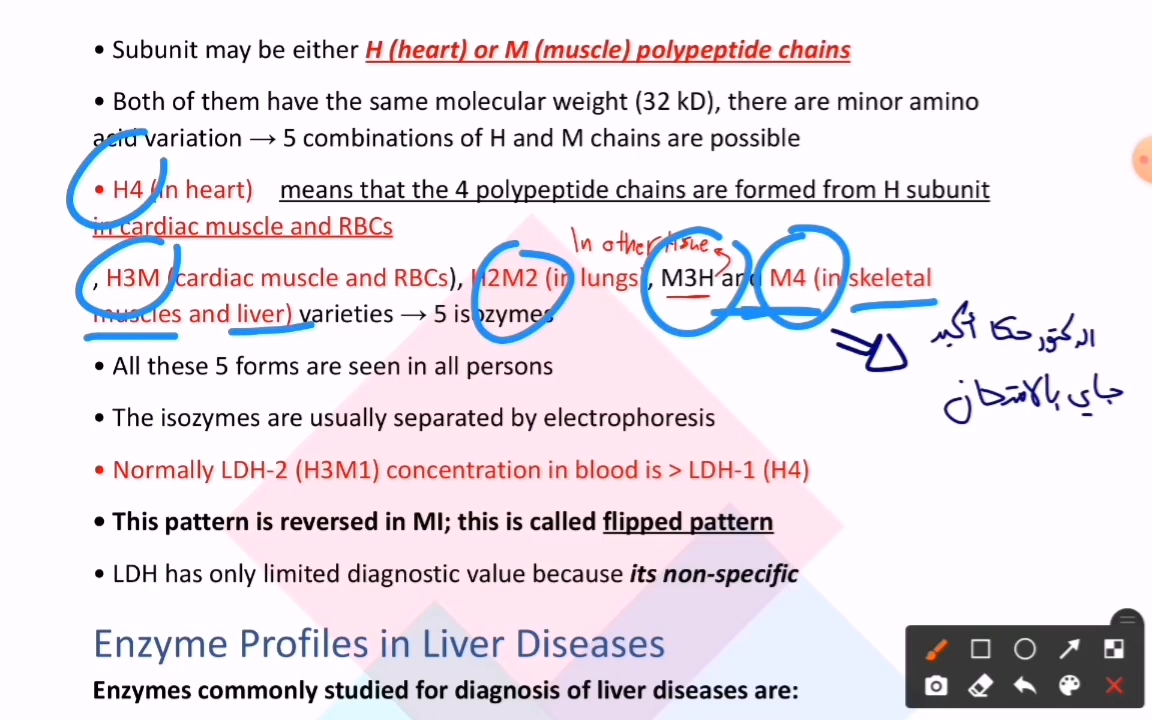 • Subunit may be either H (heart) or M (muscle) polypeptide chains
• Both of them have the same molecular weight (32 kD), there are minor amino
acid variation → 5 combinations of H and M chains are possible
• H4 (in heart) means that the 4 polypeptide chains are formed from H subunit
in cardiac muscle and RBCs
In other tissue
, H3M (cardiac muscle and RBCs), H2M2 (in lungs), M3H and M4 (in skeletal
muscles and liver) varieties → 5 isozymes
الدكتور حكا أكيد
جاي بالامتحان
• All these 5 forms are seen in all persons
• The isozymes are usually separated by electrophoresis
• Normally LDH-2 (H3M1) concentration in blood is > LDH-1 (H4)
• This pattern is reversed in MI; this is called flipped pattern
• LDH has only limited diagnostic value because its non-specific
Enzyme Profiles in Liver Diseases
Enzymes commonly studied for diagnosis of liver diseases are: